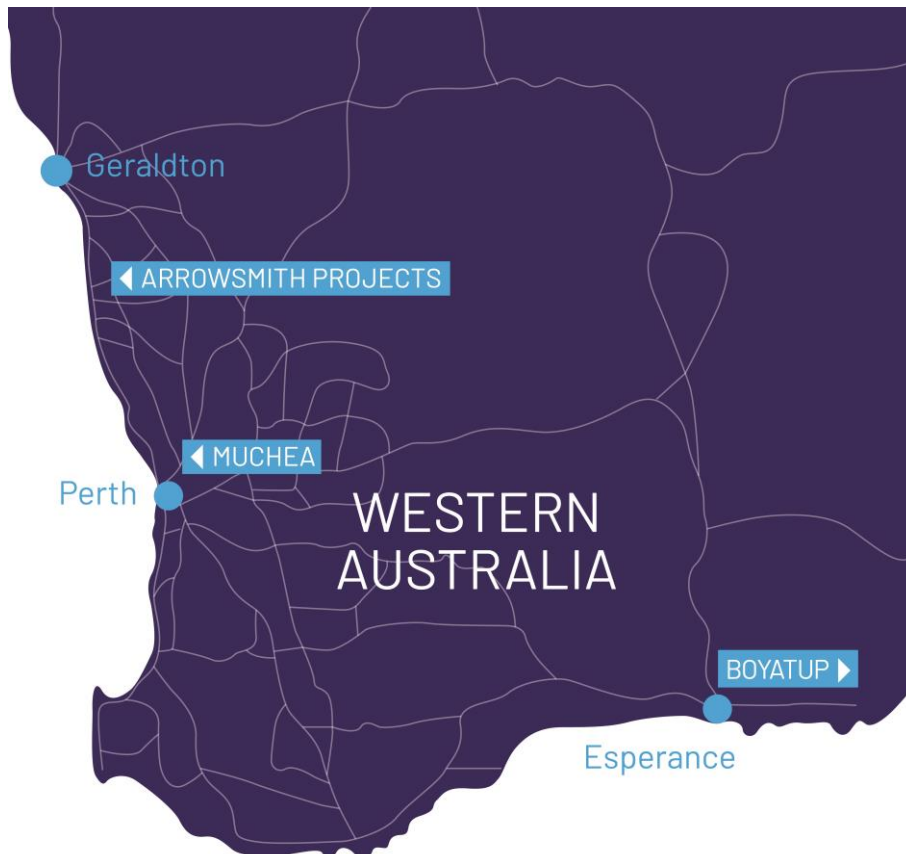 Geraldton
ARROWSMITH PROJECTS
MUCHEA
Perth
WESTERN
AUSTRALIA
BOYATUP
Esperance